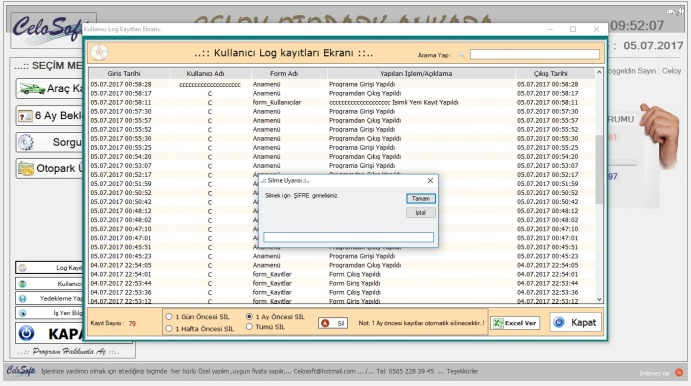 CeloSoft
Kullanıcı Log Kayıtları Ekranı..
09:52:07
: 05.07.2017
oşgeldin Sayın : Celoy
...:: SEÇİM ME
Araç Ka
6 Ay Bekl
Sorgu
Otopark Ü
Log Kayıt
Kullanıcı
Yedekleme Yap
İş Yeri Bilg
KAPA
..:: Program Hakkında Aç ::..
RUMU
61
97
..:: Kullanıcı Log kayıtları Ekranı ::..
Arama Yap :
Giris Tarihi Kullanıcı Adı Form Adı Yapılan İşlem/Açıklama Çıkış Tarihi
05.07.2017 00:58:28 cccccccccccccccccccc Anamenü Programa Girişi Yapıldı 05.07.2017 00:58:28
05.07.2017 00:58:17 C Anamenü Programdan Çıkış Yapıldı 05.07.2017 00:58:17
05.07.2017 00:58:11 C form_Kullanıcılar cccccccccccccccccccc İsimli Yeni Kayıt Yapıldı 05.07.2017 00:58:11
05.07.2017 00:57:30 C Anamenü Programa Girişi Yapıldı 05.07.2017 00:57:30
05.07.2017 00:55:57 C Anamenü Programdan Çıkış Yapıldı 05.07.2017 00:55:57
05.07.2017 00:55:52 C Anamenü Programa Girişi Yapıldı 05.07.2017 00:55:52
05.07.2017 00:55:30 C Anamenü Programdan Çıkış Yapıldı 05.07.2017 00:55:30
05.07.2017 00:55:25 C Anamenü Programa Girişi Yapıldı 05.07.2017 00:55:25
05.07.2017 00:54:20 C Anamenü Programdan Çıkış Yapıldı 05.07.2017 00:54:20
05.07.2017 00:53:07 C Anamenü Programa Girişi Yapıldı 05.07.2017 00:53:07
05.07.2017 00:52:17 C Anamenü Programdan Çıkış Yapıldı 05.07.2017 00:52:17
05.07.2017 00:51:59 C 05.07.2017 00:51:59
05.07.2017 00:50:52 C 05.07.2017 00:50:52
05.07.2017 00:50:42 C 05.07.2017 00:50:42
05.07.2017 00:48:12 C 05.07.2017 00:48:12
05.07.2017 00:48:02 C 05.07.2017 00:48:02
05.07.2017 00:47:10 C 05.07.2017 00:47:10
05.07.2017 00:47:01 C 05.07.2017 00:47:01
05.07.2017 00:45:51 C Anamenü Programdan Çıkış Yapıldı 05.07.2017 00:45:51
05.07.2017 00:45:23 C Anamenü Programa Girişi Yapıldı 05.07.2017 00:45:23
04.07.2017 22:54:05 C Anamenü Programdan Çıkış Yapıldı 04.07.2017 22:54:05
04.07.2017 22:54:01 C form_Kayıtlar Form Çıkış Yapıldı 04.07.2017 22:54:01
04.07.2017 22:53:44 C form_Kayıtlar Form Giriş Yapıldı 04.07.2017 22:53:44
04.07.2017 22:53:36 C form_Kayıtlar Form Çıkış Yapıldı 04.07.2017 22:53:36
04.07.2017 22:53:12 C form_Kayıtlar Form Giriş Yapıldı 04.07.2017 22:53:12
..:: Silme Uyarısı ::..
Silmek için ŞİFRE girmelisiniz.
Tamam
İptal
Kayıt Sayısı : 79
1 Gün Öncesi SİL
1 Ay Öncesi SİL
1 Hafta Öncesi SİL
Tümü SİL
Sil
Not: 1 Ay öncesi kayıtlar otomatik silinecektir.!
Excel Ver
Kapat
CeloSoft İşlerinize yardımcı olmak için istediğiniz biçimde her hürlü Özel yazılım ,uygun fiyata yapılır,... Celosoft@hotmail.com ... /... Tel: 0505 228 39 45 ... Teşekkürler
İnternet Var